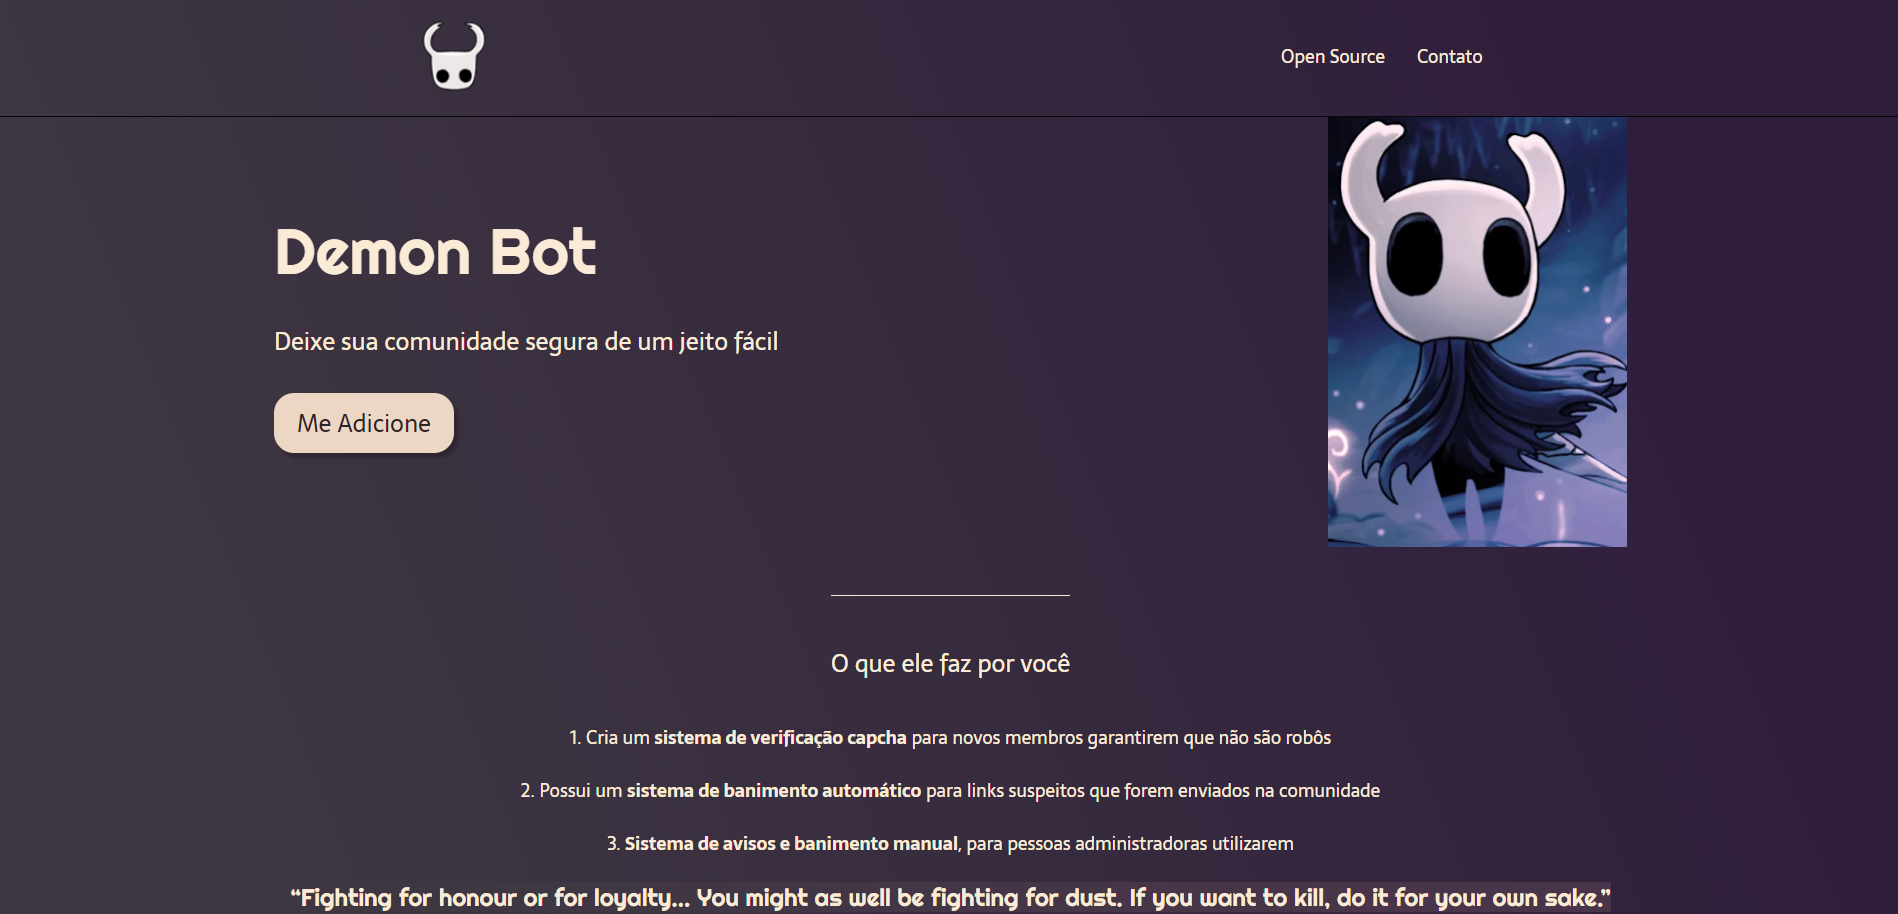 Open Source Contato
Demon Bot
Deixe sua comunidade segura de um jeito fácil
Me Adicione
O que ele faz por você
1. Cria um sistema de verificação capcha para novos membros garantirem que não são robôs
2. Possui um sistema de banimento automático para links suspeitos que forem enviados na comunidade
3. Sistema de avisos e banimento manual, para pessoas administradoras utilizarem
“Fighting for honour or for loyalty... You might as well be fighting for dust. If you want to kill, do it for your own sake.”